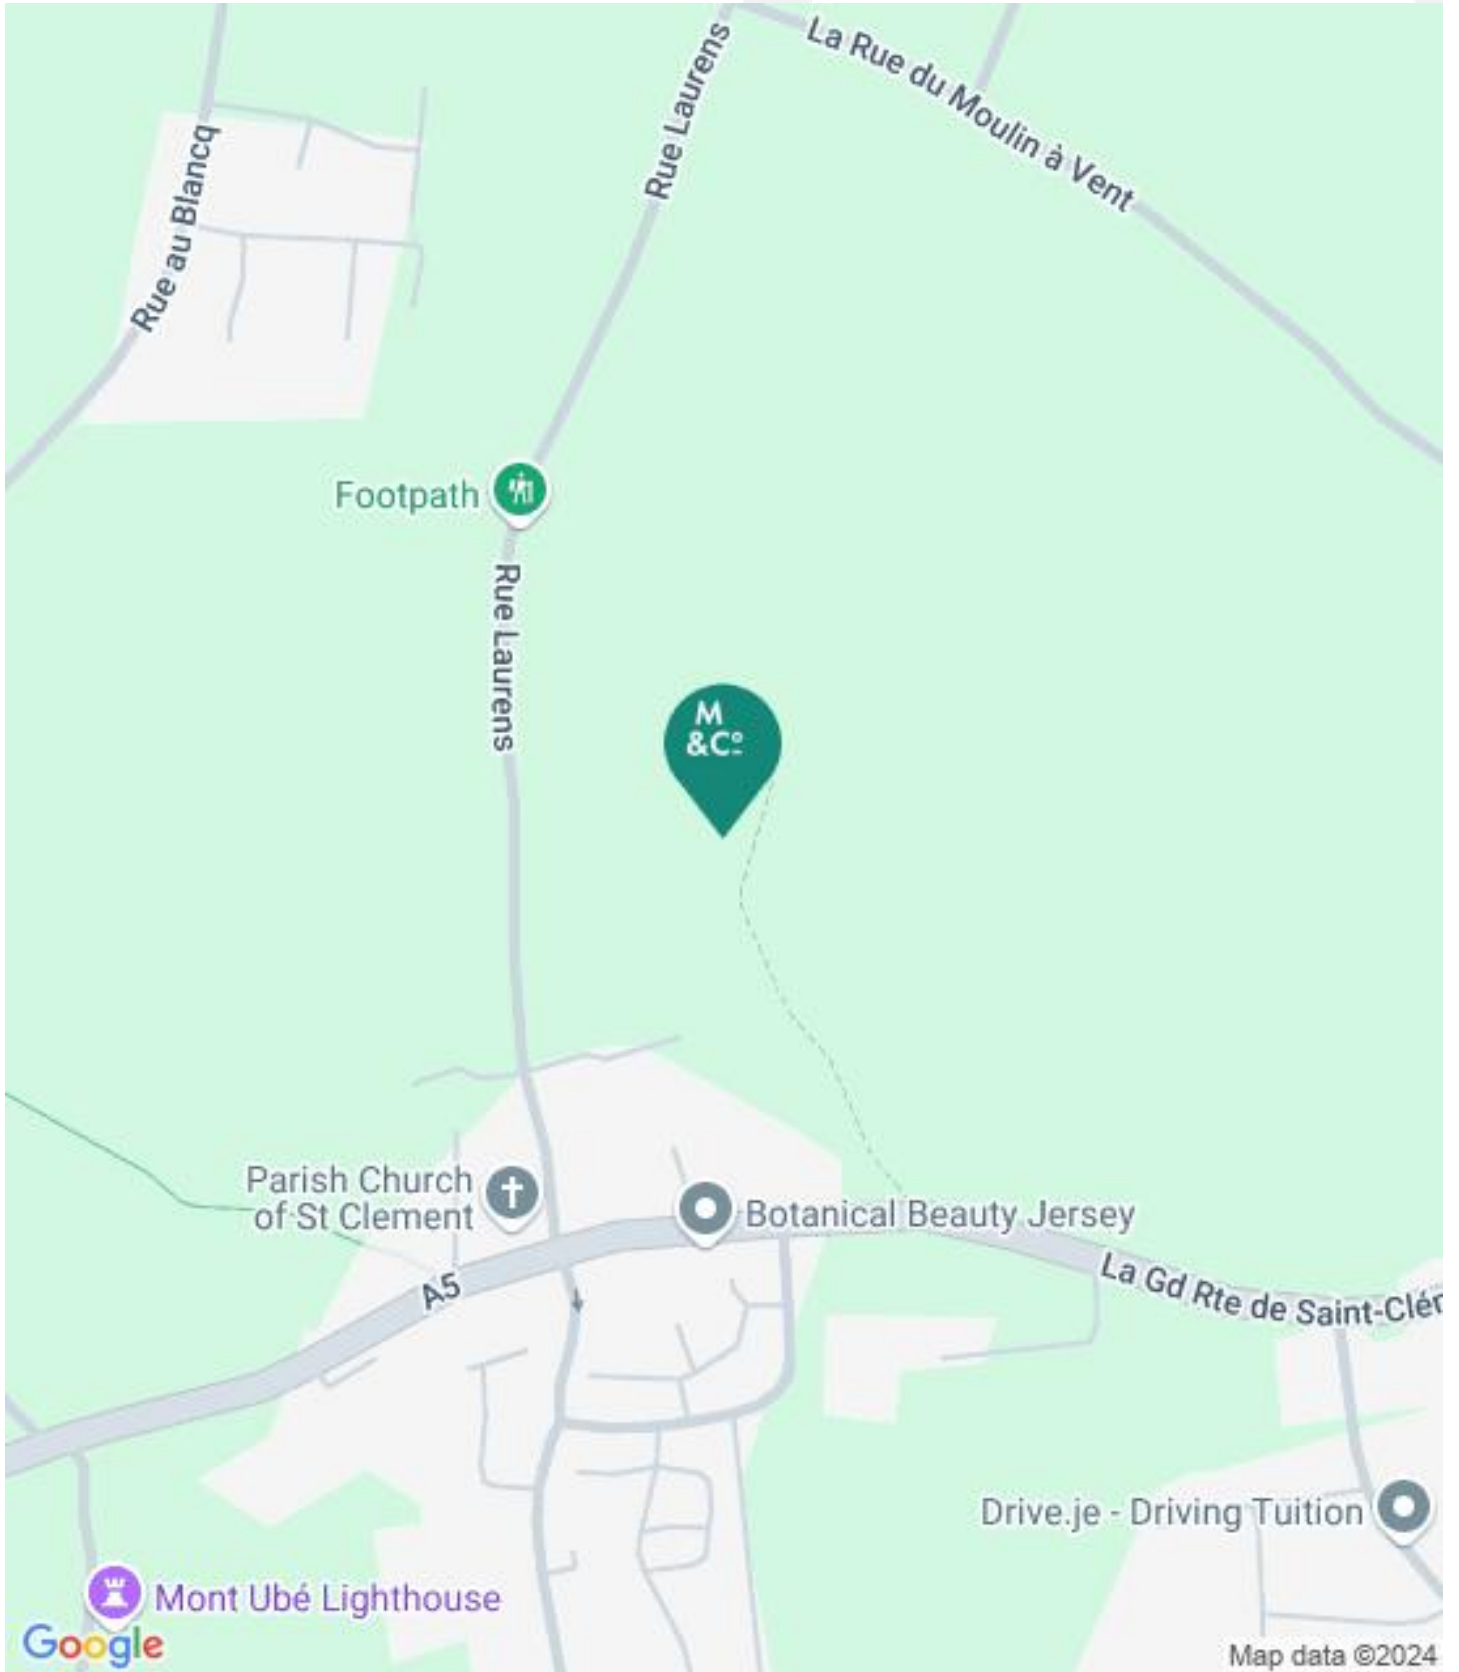 La Rue du Moulin à Vent
Rue Laurens
Rue au Blancq
Footpath
Rue Laurens
M
&Cº
Parish Church
of St Clement
Botanical Beauty Jersey
A5
La Gd Rte de Saint-Clér
Drive.je - Driving Tuition
Mont Ubé Lighthouse
Google
Map data ©2024